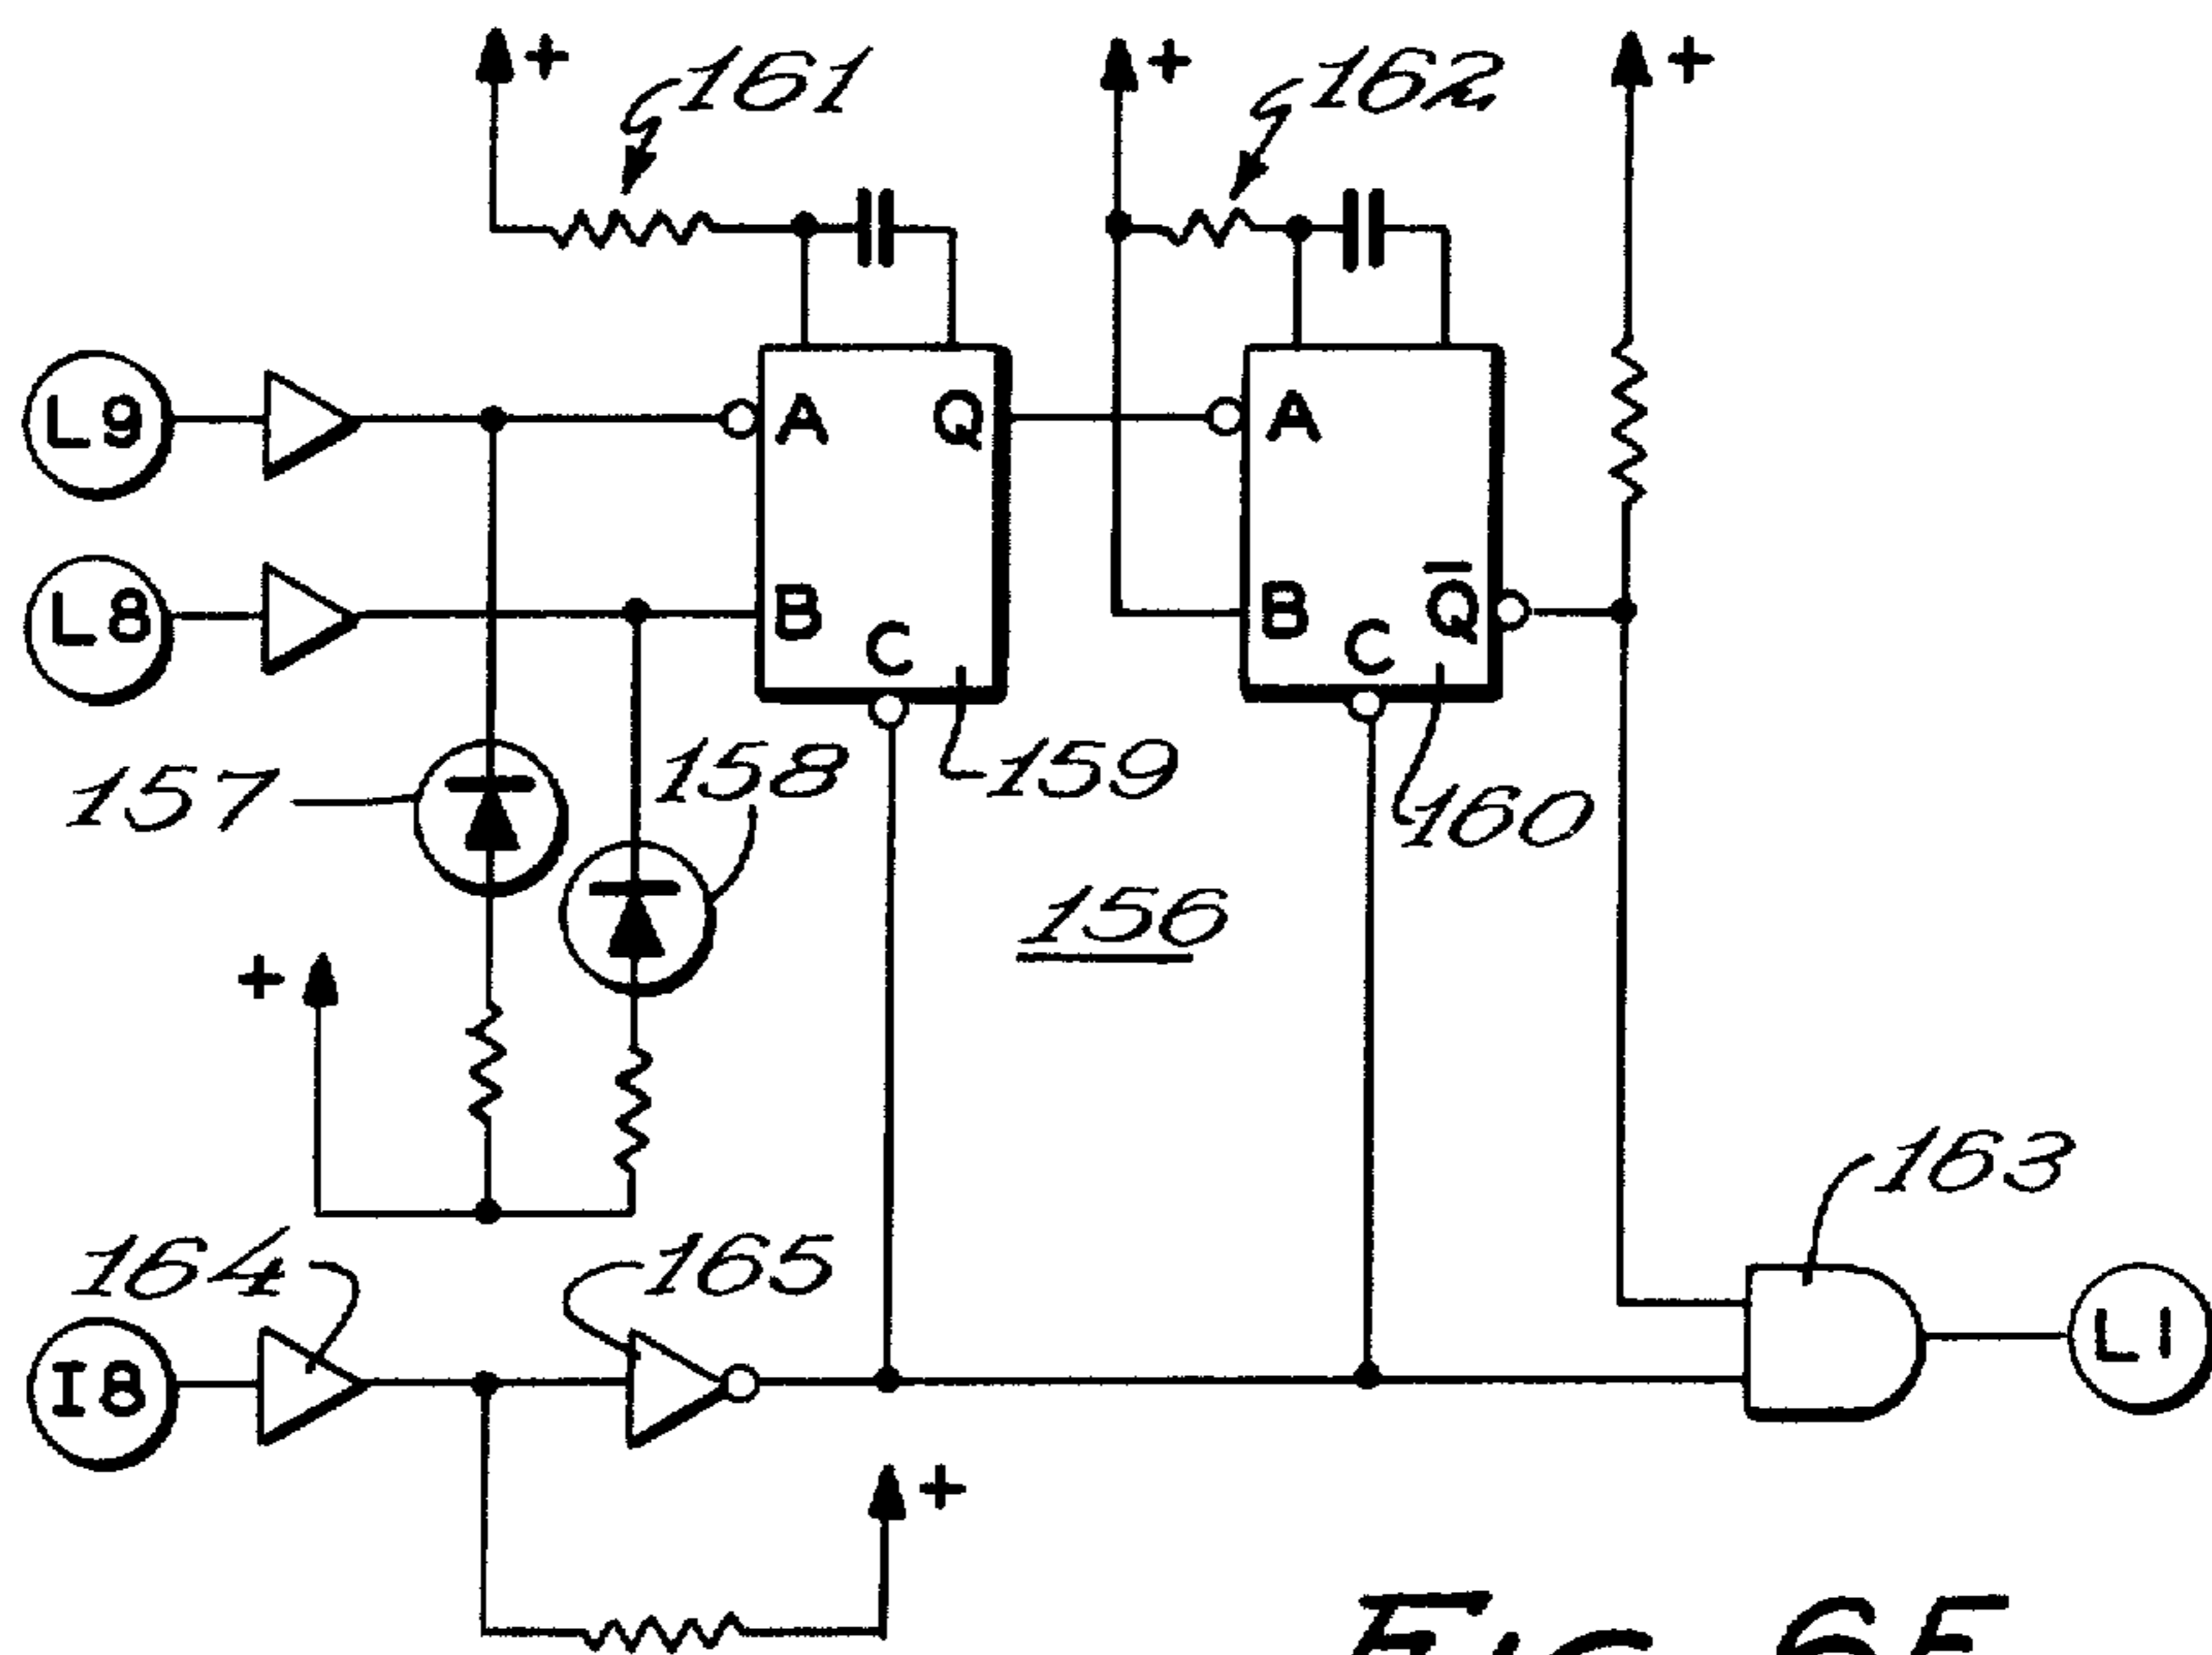 + 161 + 162 +
L9 A Q A
L8 B C B C Q̅
157 158 159 160
156
+
163
164 165
I8 L1
+